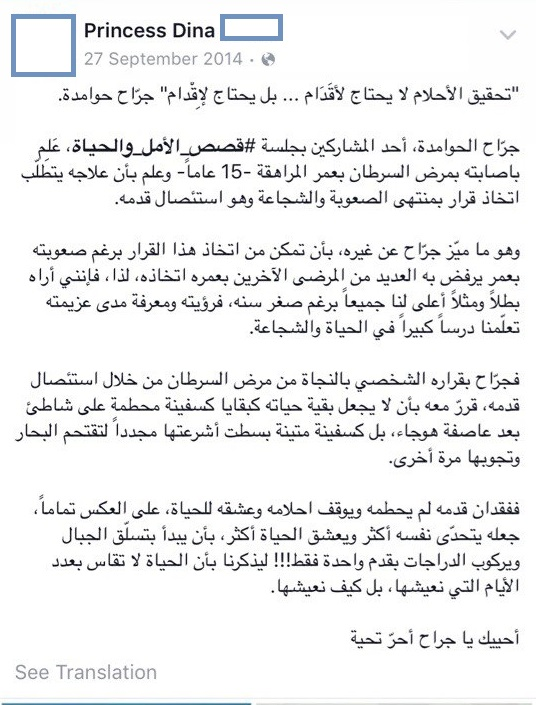 Princess Dina
27 September 2014 ·
"تحقيق الأحلام لا يحتاج لأقَدَام ... بل يحتاج لإِقْدام" جرّاح حوامدة.
جرّاح الحوامدة، أحد المشاركين بجلسة #قصص_الأمل_والحياة، عَلِم
باصابته بمرض السرطان بعمر المراهقة -15 عاماً- وعلم بأن علاجه يتطلّب
اتخاذ قرار بمنتهى الصعوبة والشجاعة وهو استئصال قدمه.
وهو ما ميّز جرّاح عن غيره، بأن تمكن من اتخاذ هذا القرار برغم صعوبته
بعمر يرفض به العديد من المرضى الآخرين بعمره اتخاذه، لذا، فإنني أراه
بطلاً ومثلاً أعلى لنا جميعاً برغم صغر سنه، فرؤيته ومعرفة مدى عزيمته
تعلّمنا درساً كبيراً في الحياة والشجاعة.
فجرّاح بقراره الشخصي بالنجاة من مرض السرطان من خلال استئصال
قدمه، قررّ معه بأن لا يجعل بقية حياته كبقايا كسفينة محطمة على شاطئ
بعد عاصفة هوجاء، بل كسفينة متينة بسطت أشرعتها مجدداً لتقتحم البحار
وتجوبها مرة أخرى.
ففقدان قدمه لم يحطمه ويوقف احلامه وعشقه للحياة، على العكس تماماً،
جعله يتحدّى نفسه أكثر ويعشق الحياة أكثر، بأن يبدأ بتسلّق الجبال
ويركوب الدراجات بقدم واحدة فقط!!! ليذكرنا بأن الحياة لا تقاس بعدد
الأيام التي نعيشها، بل كيف نعيشها.
أحييك يا جراح أحرّ تحية
See Translation